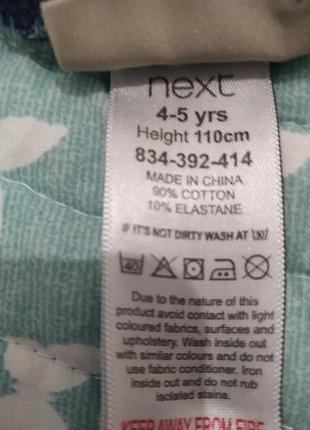 next
4-5 yrs
Height 110cm
834-392-414
MADE IN CHINA
90% COTTON
10% ELASTANE
IF IT'S NOT DIRTY WASH AT 30
40
Due to the nature of this
product avoid contact with light
coloured fabrics, surfaces and
upholstery. Wash inside out
with similar colours and do not
use fabric conditioner. Iron
inside out and do not rub
isolated stains.
KEEP AWAY FROM FIRE